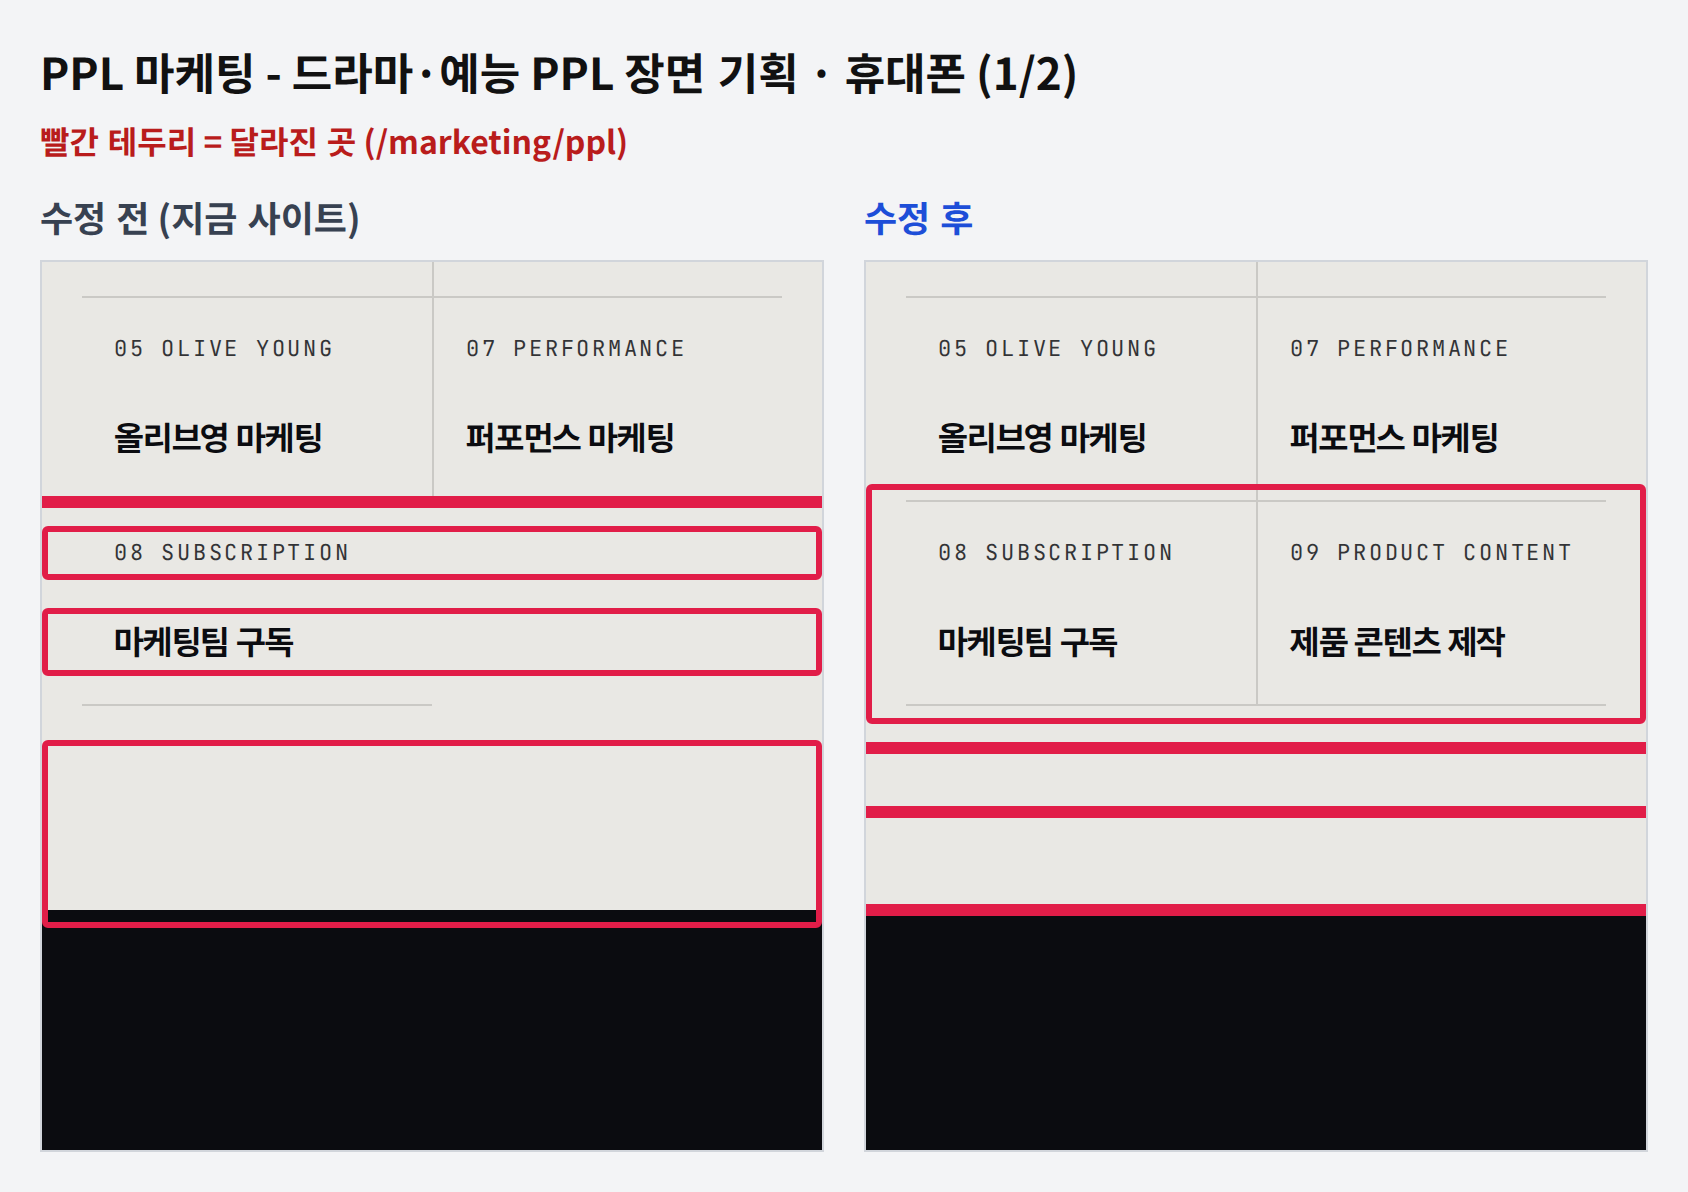 PPL 마케팅 - 드라마·예능 PPL 장면 기획 · 휴대폰 (1/2)
빨간 테두리 = 달라진 곳 (/marketing/ppl)
수정 전 (지금 사이트)
05 OLIVE YOUNG
07 PERFORMANCE
올리브영 마케팅
퍼포먼스 마케팅
08 SUBSCRIPTION
마케팅팀 구독
수정 후
05 OLIVE YOUNG
07 PERFORMANCE
올리브영 마케팅
퍼포먼스 마케팅
08 SUBSCRIPTION
09 PRODUCT CONTENT
마케팅팀 구독
제품 콘텐츠 제작